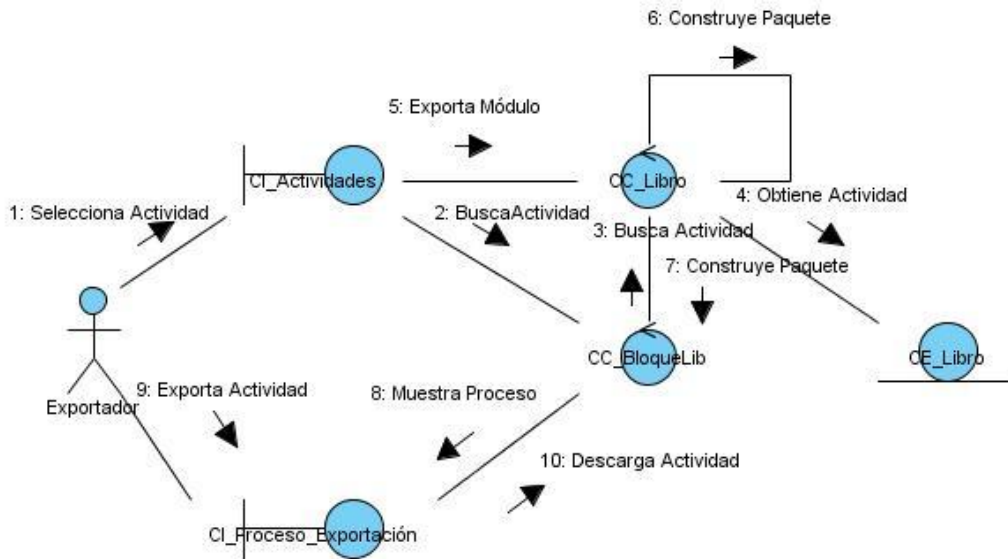 6: Construye Paquete
5: Exporta Módulo
CI_Actividades
CC_Libro
1: Selecciona Actividad
2: BuscaActividad
4: Obtiene Actividad
3: Busca Actividad
7: Construye Paquete
CC_BloqueLib
CE_Libro
Exportador
9: Exporta Actividad
8: Muestra Proceso
10: Descarga Actividad
CI_Proceso_Exportación